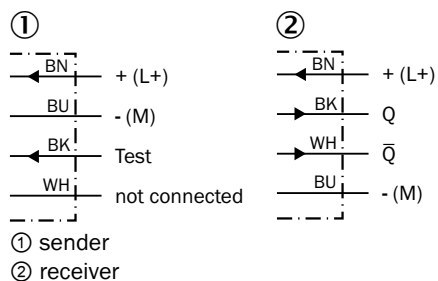 ①
BN + (L+)
BU - (M)
BK Test
WH not connected
②
BN + (L+)
BK Q
WH Q̅
BU - (M)
① sender
② receiver